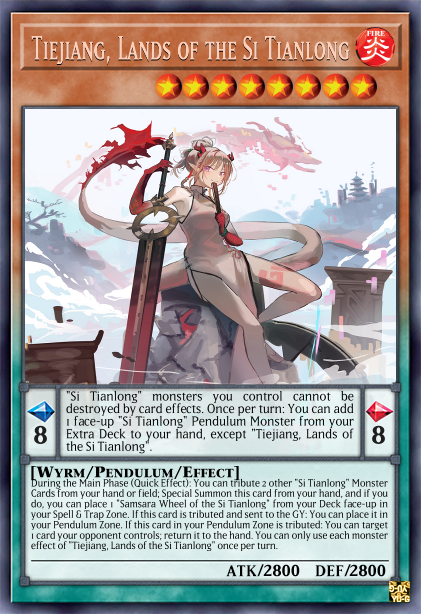 TIEJIANG, LANDS OF THE SI TIANLONG
FIRE
炎
"Si Tianlong" monsters you control cannot be
destroyed by card effects. Once per turn: You can add
1 face-up "Si Tianlong" Pendulum Monster from your
Extra Deck to your hand, except "Tiejiang, Lands of
the Si Tianlong".
8
8
[WYRM/PENDULUM/EFFECT]
During the Main Phase (Quick Effect): You can tribute 2 other "Si Tianlong" Monster
Cards from your hand or field; Special Summon this card from your hand, and if you
do, you can place 1 "Samsara Wheel of the Si Tianlong" from your Deck face-up in
your Spell & Trap Zone. If this card is tributed and sent to the GY: You can place it in
your Pendulum Zone. If this card in your Pendulum Zone is tributed: You can target
1 card your opponent controls; return it to the hand. You can only use each monster
effect of "Tiejiang, Lands of the Si Tianlong" once per turn.
ATK/2800 DEF/2800